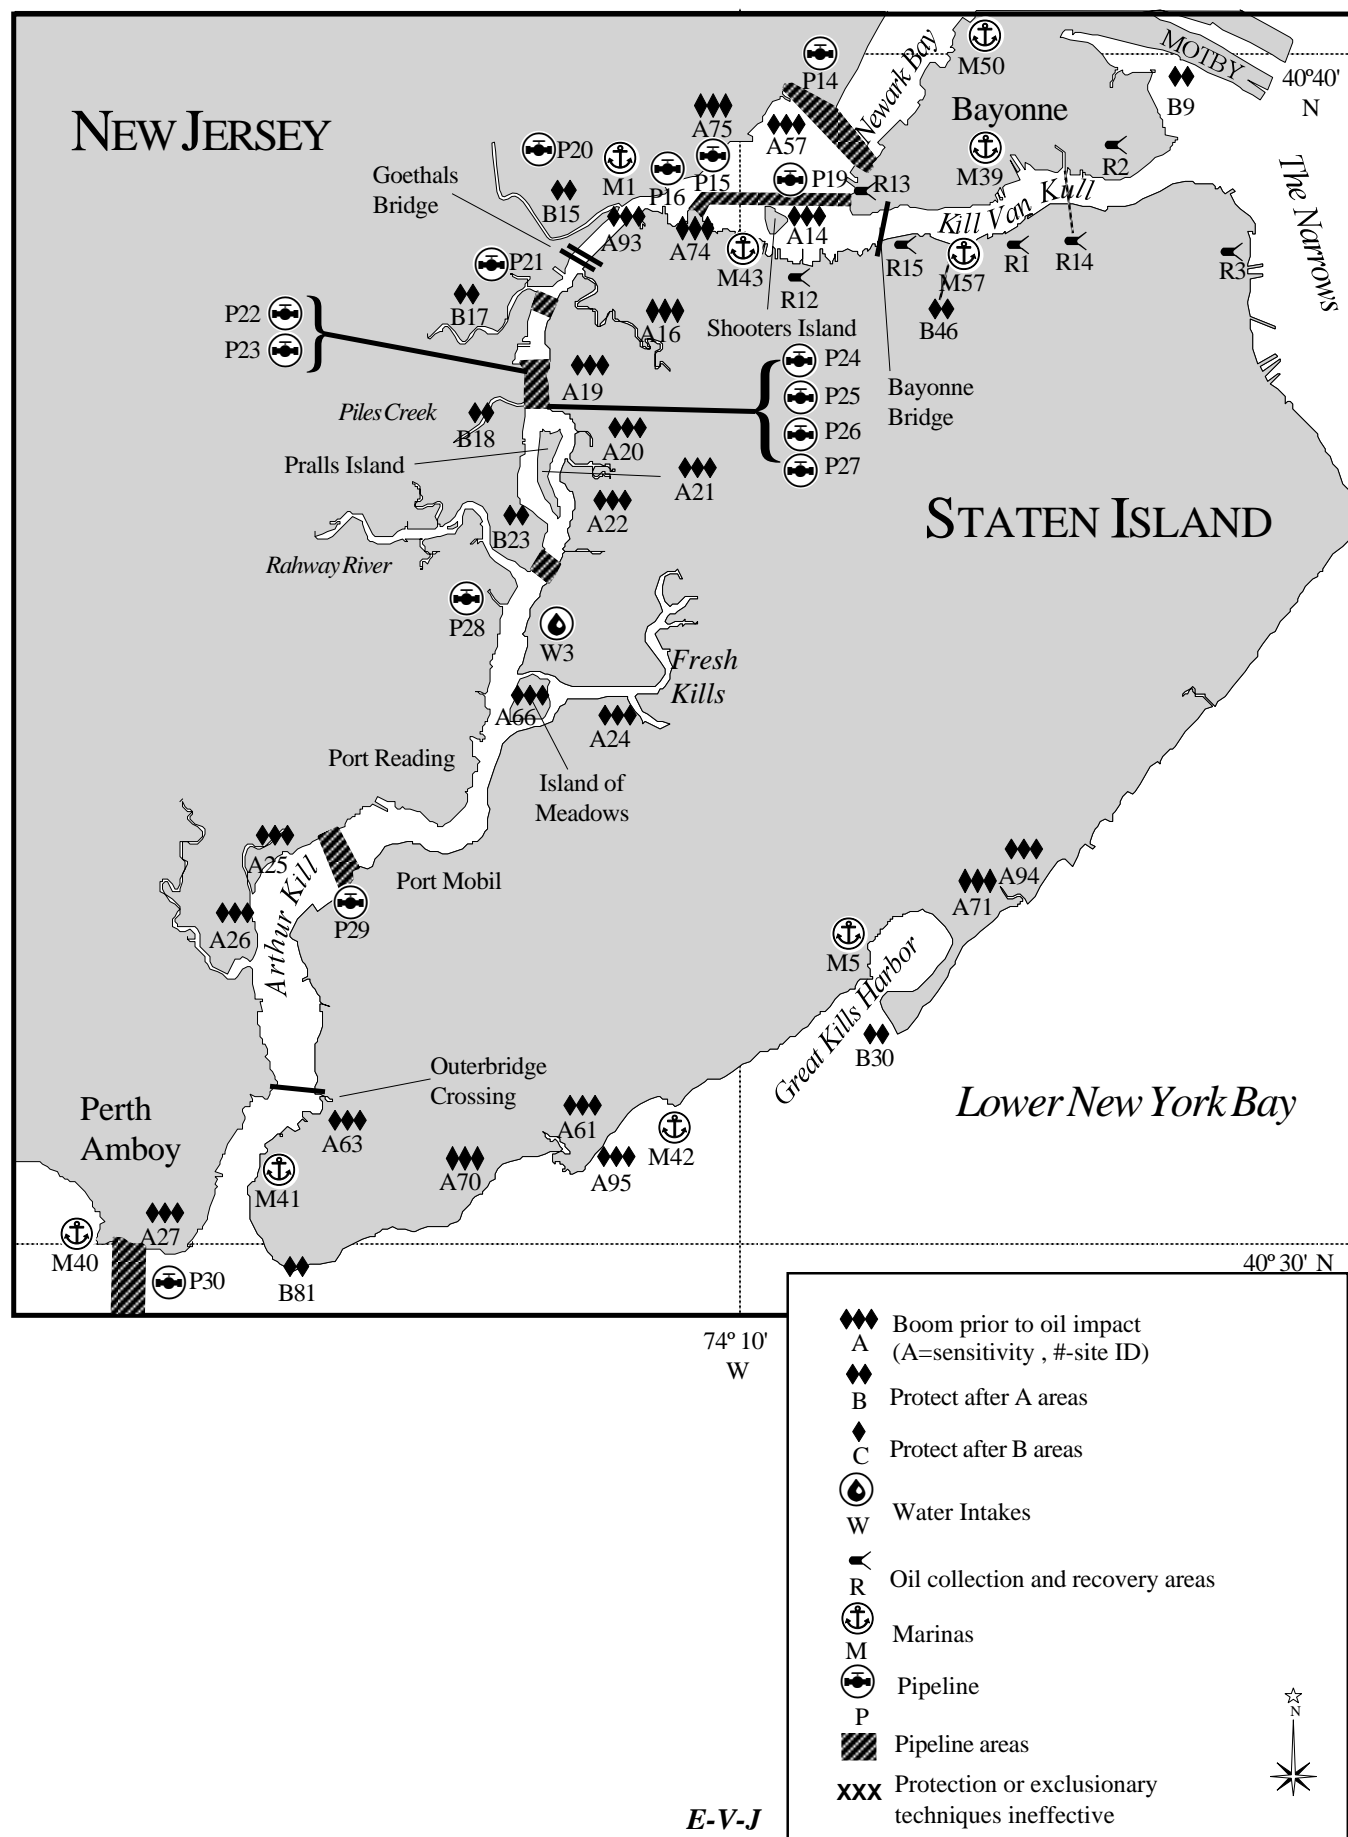 M50
MOTBY
40º40'
N
P14
B9
NEW JERSEY
Newark Bay
Bayonne
A75
A57
P20
M1
P16
P15
P19
R13
M39
R2
The Narrows
Goethals
Bridge
B15
A93
A74
M43
A14
Kill Van Kull
R15
M57
R1
R14
R3
P21
B17
R12
A16
Shooters Island
B46
P22
P23
P24
P25
P26
P27
Bayonne
Bridge
A19
Piles Creek
B18
A20
Pralls Island
A21
A22
B23
STATEN ISLAND
Rahway River
P28
W3
Fresh
Kills
A66
A24
Port Reading
Island of
Meadows
A25
Port Mobil
A94
A71
Arthur Kill
P29
A26
M5
Great Kills Harbor
B30
Outerbridge
Crossing
Perth
Amboy
A63
A61
M42
Lower New York Bay
A70
A95
M41
A27
M40
P30
B81
40º 30' N
74º 10'
W
A
Boom prior to oil impact
(A=sensitivity , #-site ID)
B
Protect after A areas
C
Protect after B areas
W
Water Intakes
R
Oil collection and recovery areas
M
Marinas
P
Pipeline
Pipeline areas
N
XXX
Protection or exclusionary
techniques ineffective
E-V-J